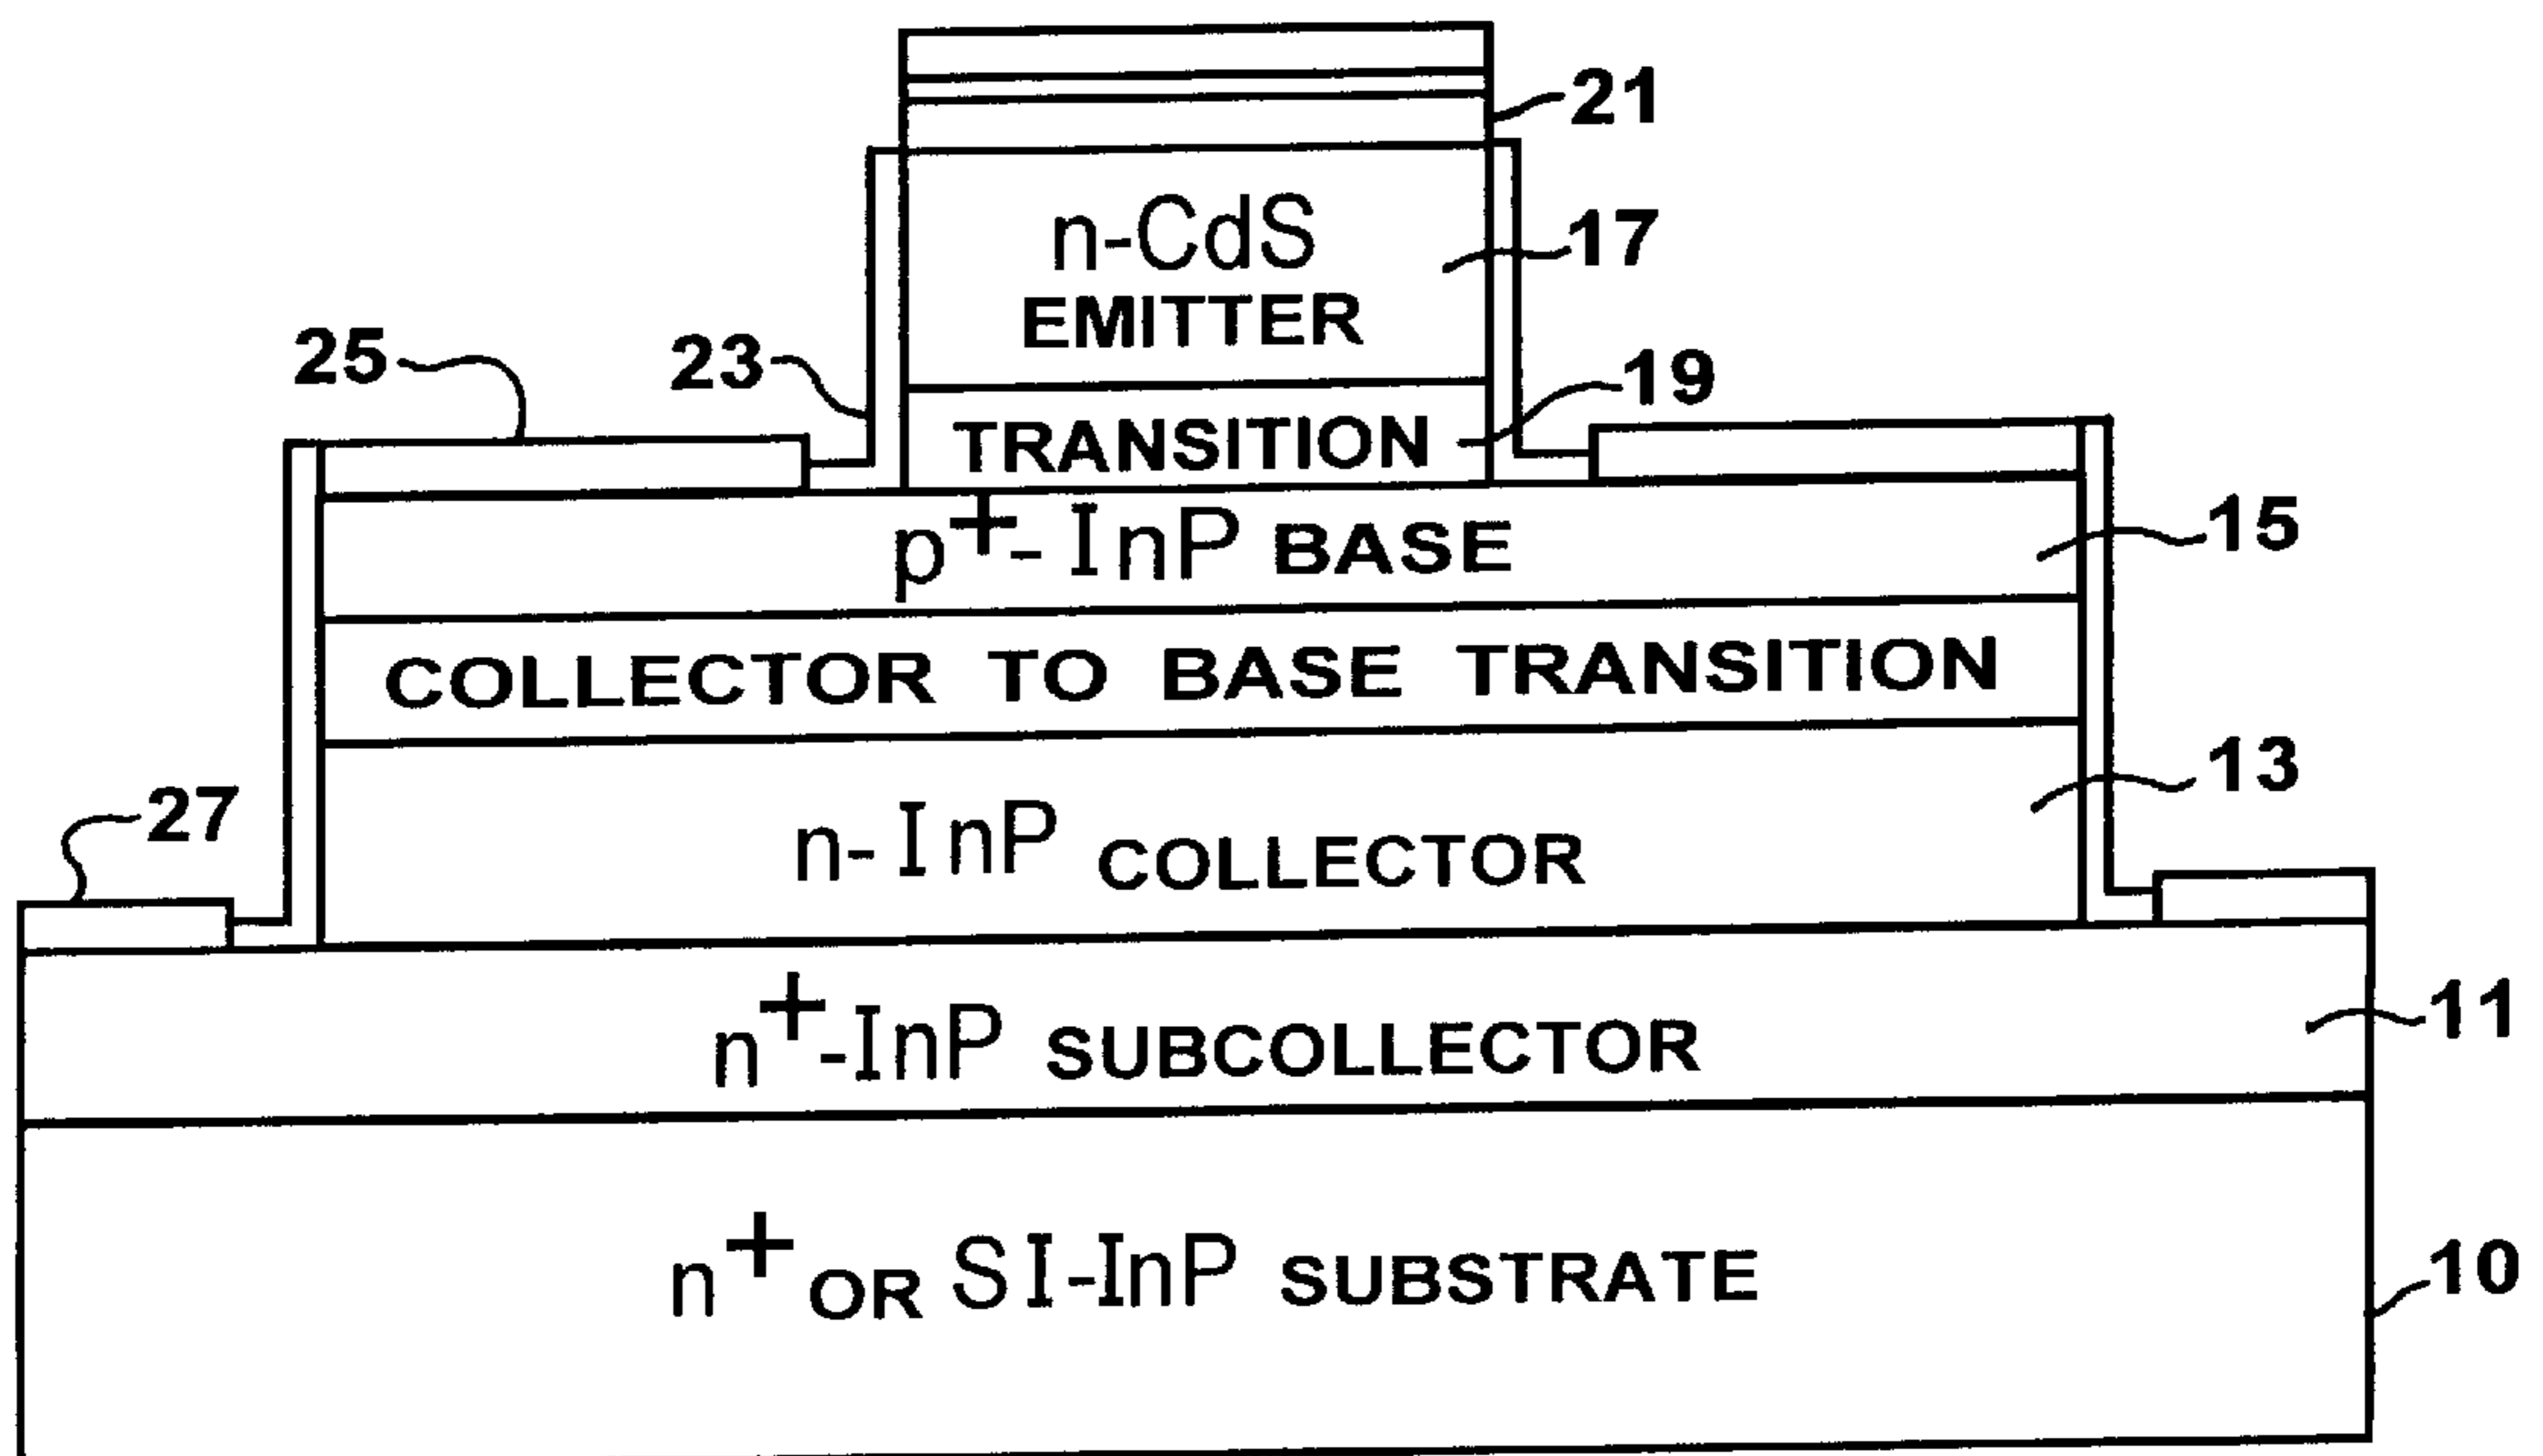 21
n-CdS
17
EMITTER
25
23
19
TRANSITION
p+-InP BASE
15
COLLECTOR TO BASE TRANSITION
13
27
n-InP COLLECTOR
n+-InP SUBCOLLECTOR
11
n+ OR SI-InP SUBSTRATE
10